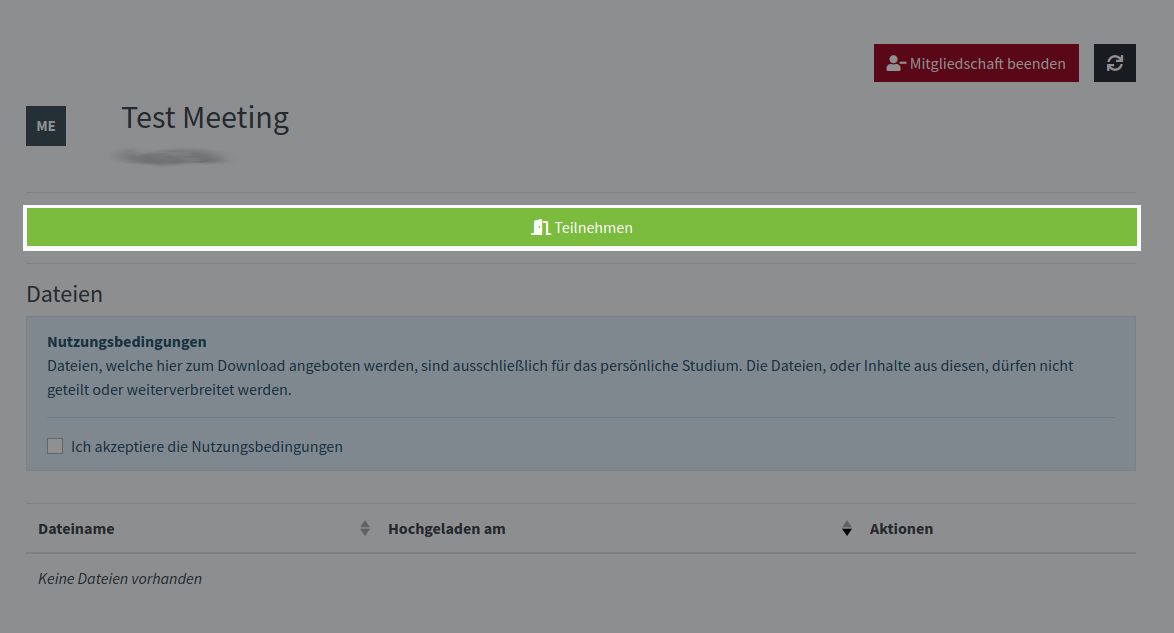 Mitgliedschaft beenden
ME
Test Meeting
Teilnehmen
Dateien
Nutzungsbedingungen
Dateien, welche hier zum Download angeboten werden, sind ausschließlich für das persönliche Studium. Die Dateien, oder Inhalte aus diesen, dürfen nicht
geteilt oder weiterverbreitet werden.
Ich akzeptiere die Nutzungsbedingungen
Dateiname Hochgeladen am Aktionen
Keine Dateien vorhanden